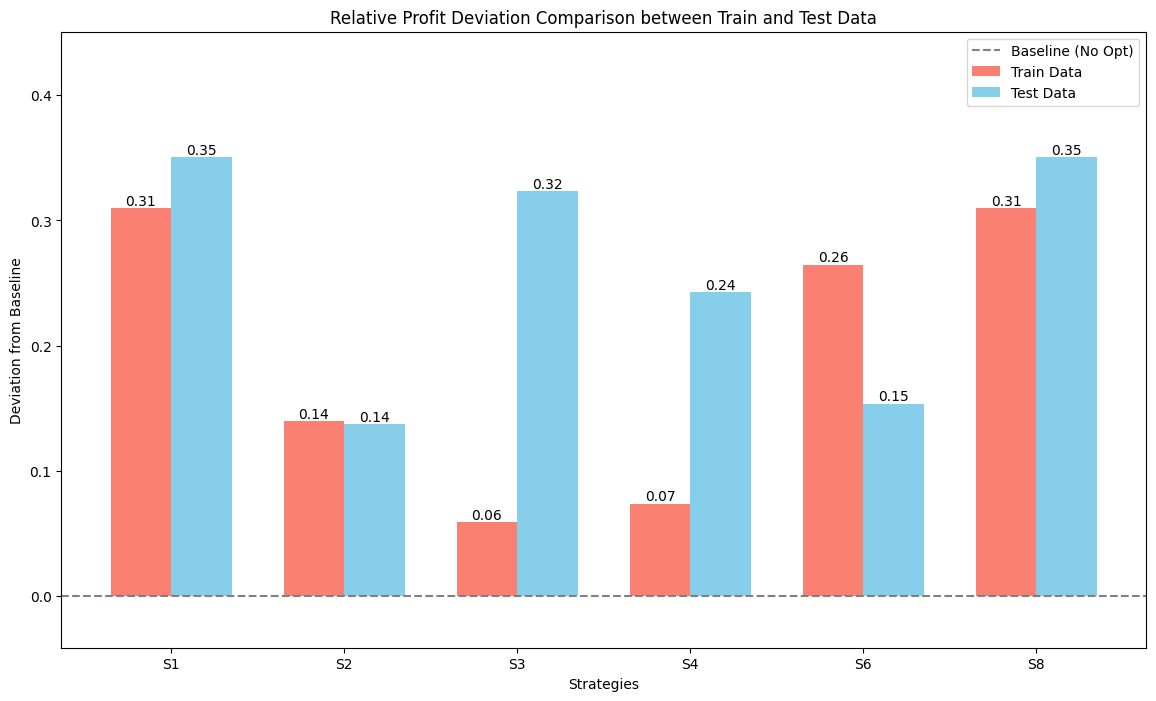 Relative Profit Deviation Comparison between Train and Test Data
Baseline (No Opt)
Train Data
Test Data
Deviation from Baseline
0.4
0.3
0.2
0.1
0.0
0.31
0.35
0.14
0.14
0.06
0.32
0.07
0.24
0.26
0.15
0.31
0.35
S1
S2
S3
S4
S6
S8
Strategies